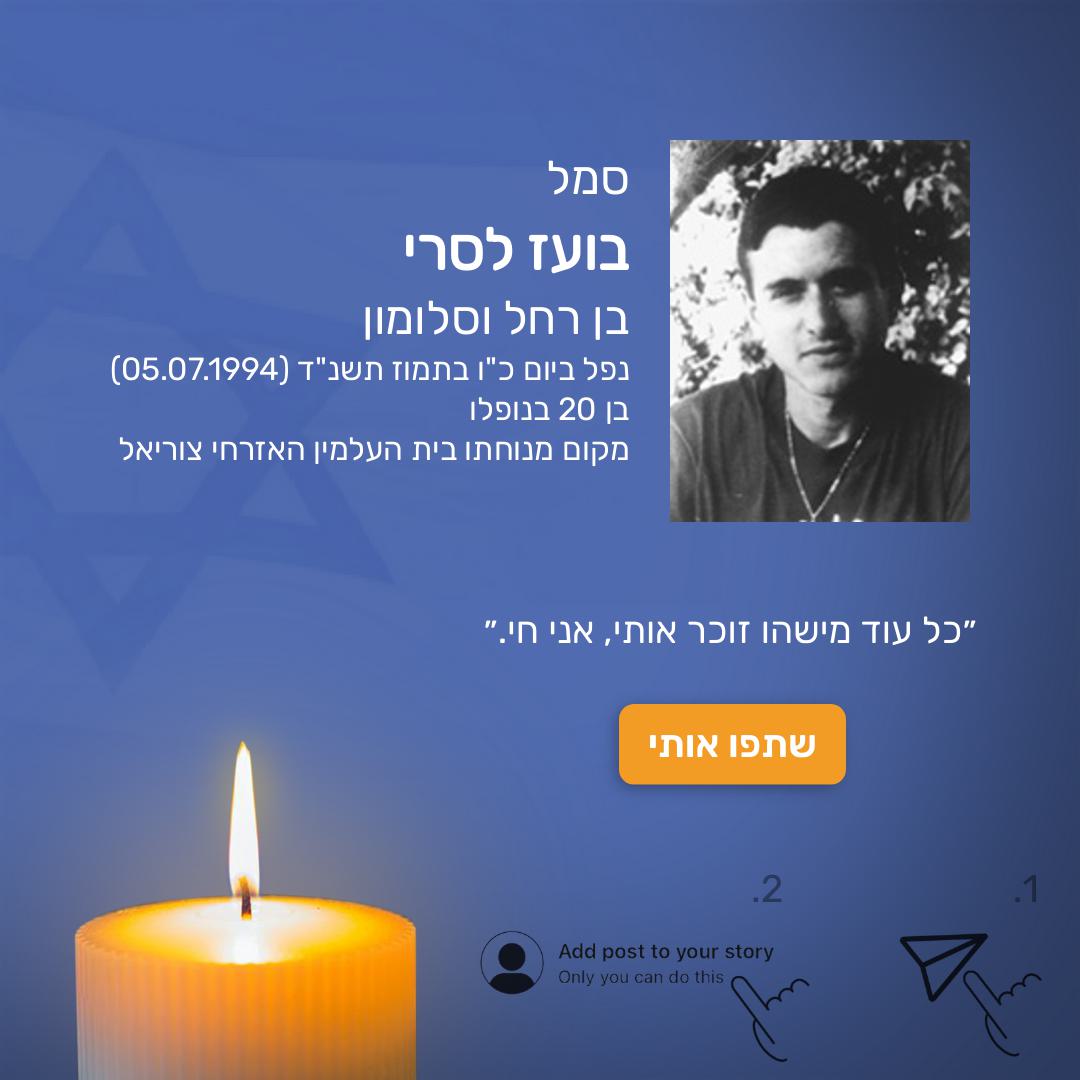 סמל
בועז לסרי
בן רחל וסלומון
נפל ביום כ"ו בתמוז תשנ"ד (05.07.1994)
בן 20 בנופלו
מקום מנוחתו בית העלמין האזרחי צוריאל
״כל עוד מישהו זוכר אותי, אני חי.״
שתפו אותי
1.
2.
Add post to your story
Only you can do this